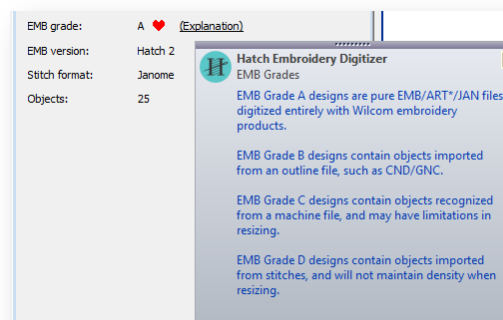 EMB grade: A (Explanation)
EMB version: Hatch 2
Stitch format: Janome
Objects: 25
Hatch Embroidery Digitizer
EMB Grades
EMB Grade A designs are pure EMB/ART*/JAN files
digitized entirely with Wilcom embroidery
products.
EMB Grade B designs contain objects imported
from an outline file, such as CND/GNC.
EMB Grade C designs contain objects recognized
from a machine file, and may have limitations in
resizing.
EMB Grade D designs contain objects imported
from stitches, and will not maintain density when
resizing.